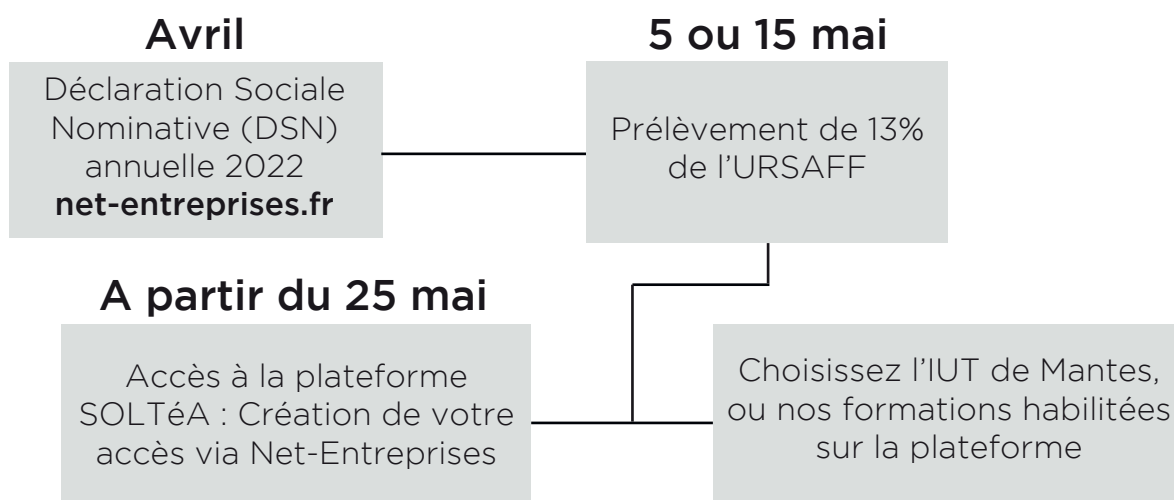 Avril
Déclaration Sociale
Nominative (DSN)
annuelle 2022
net-entreprises.fr
5 ou 15 mai
Prélèvement de 13%
de l'URSAFF
A partir du 25 mai
Accès à la plateforme
SOLTéA : Création de votre
accès via Net-Entreprises
Choisissez l'IUT de Mantes,
ou nos formations habilitées
sur la plateforme